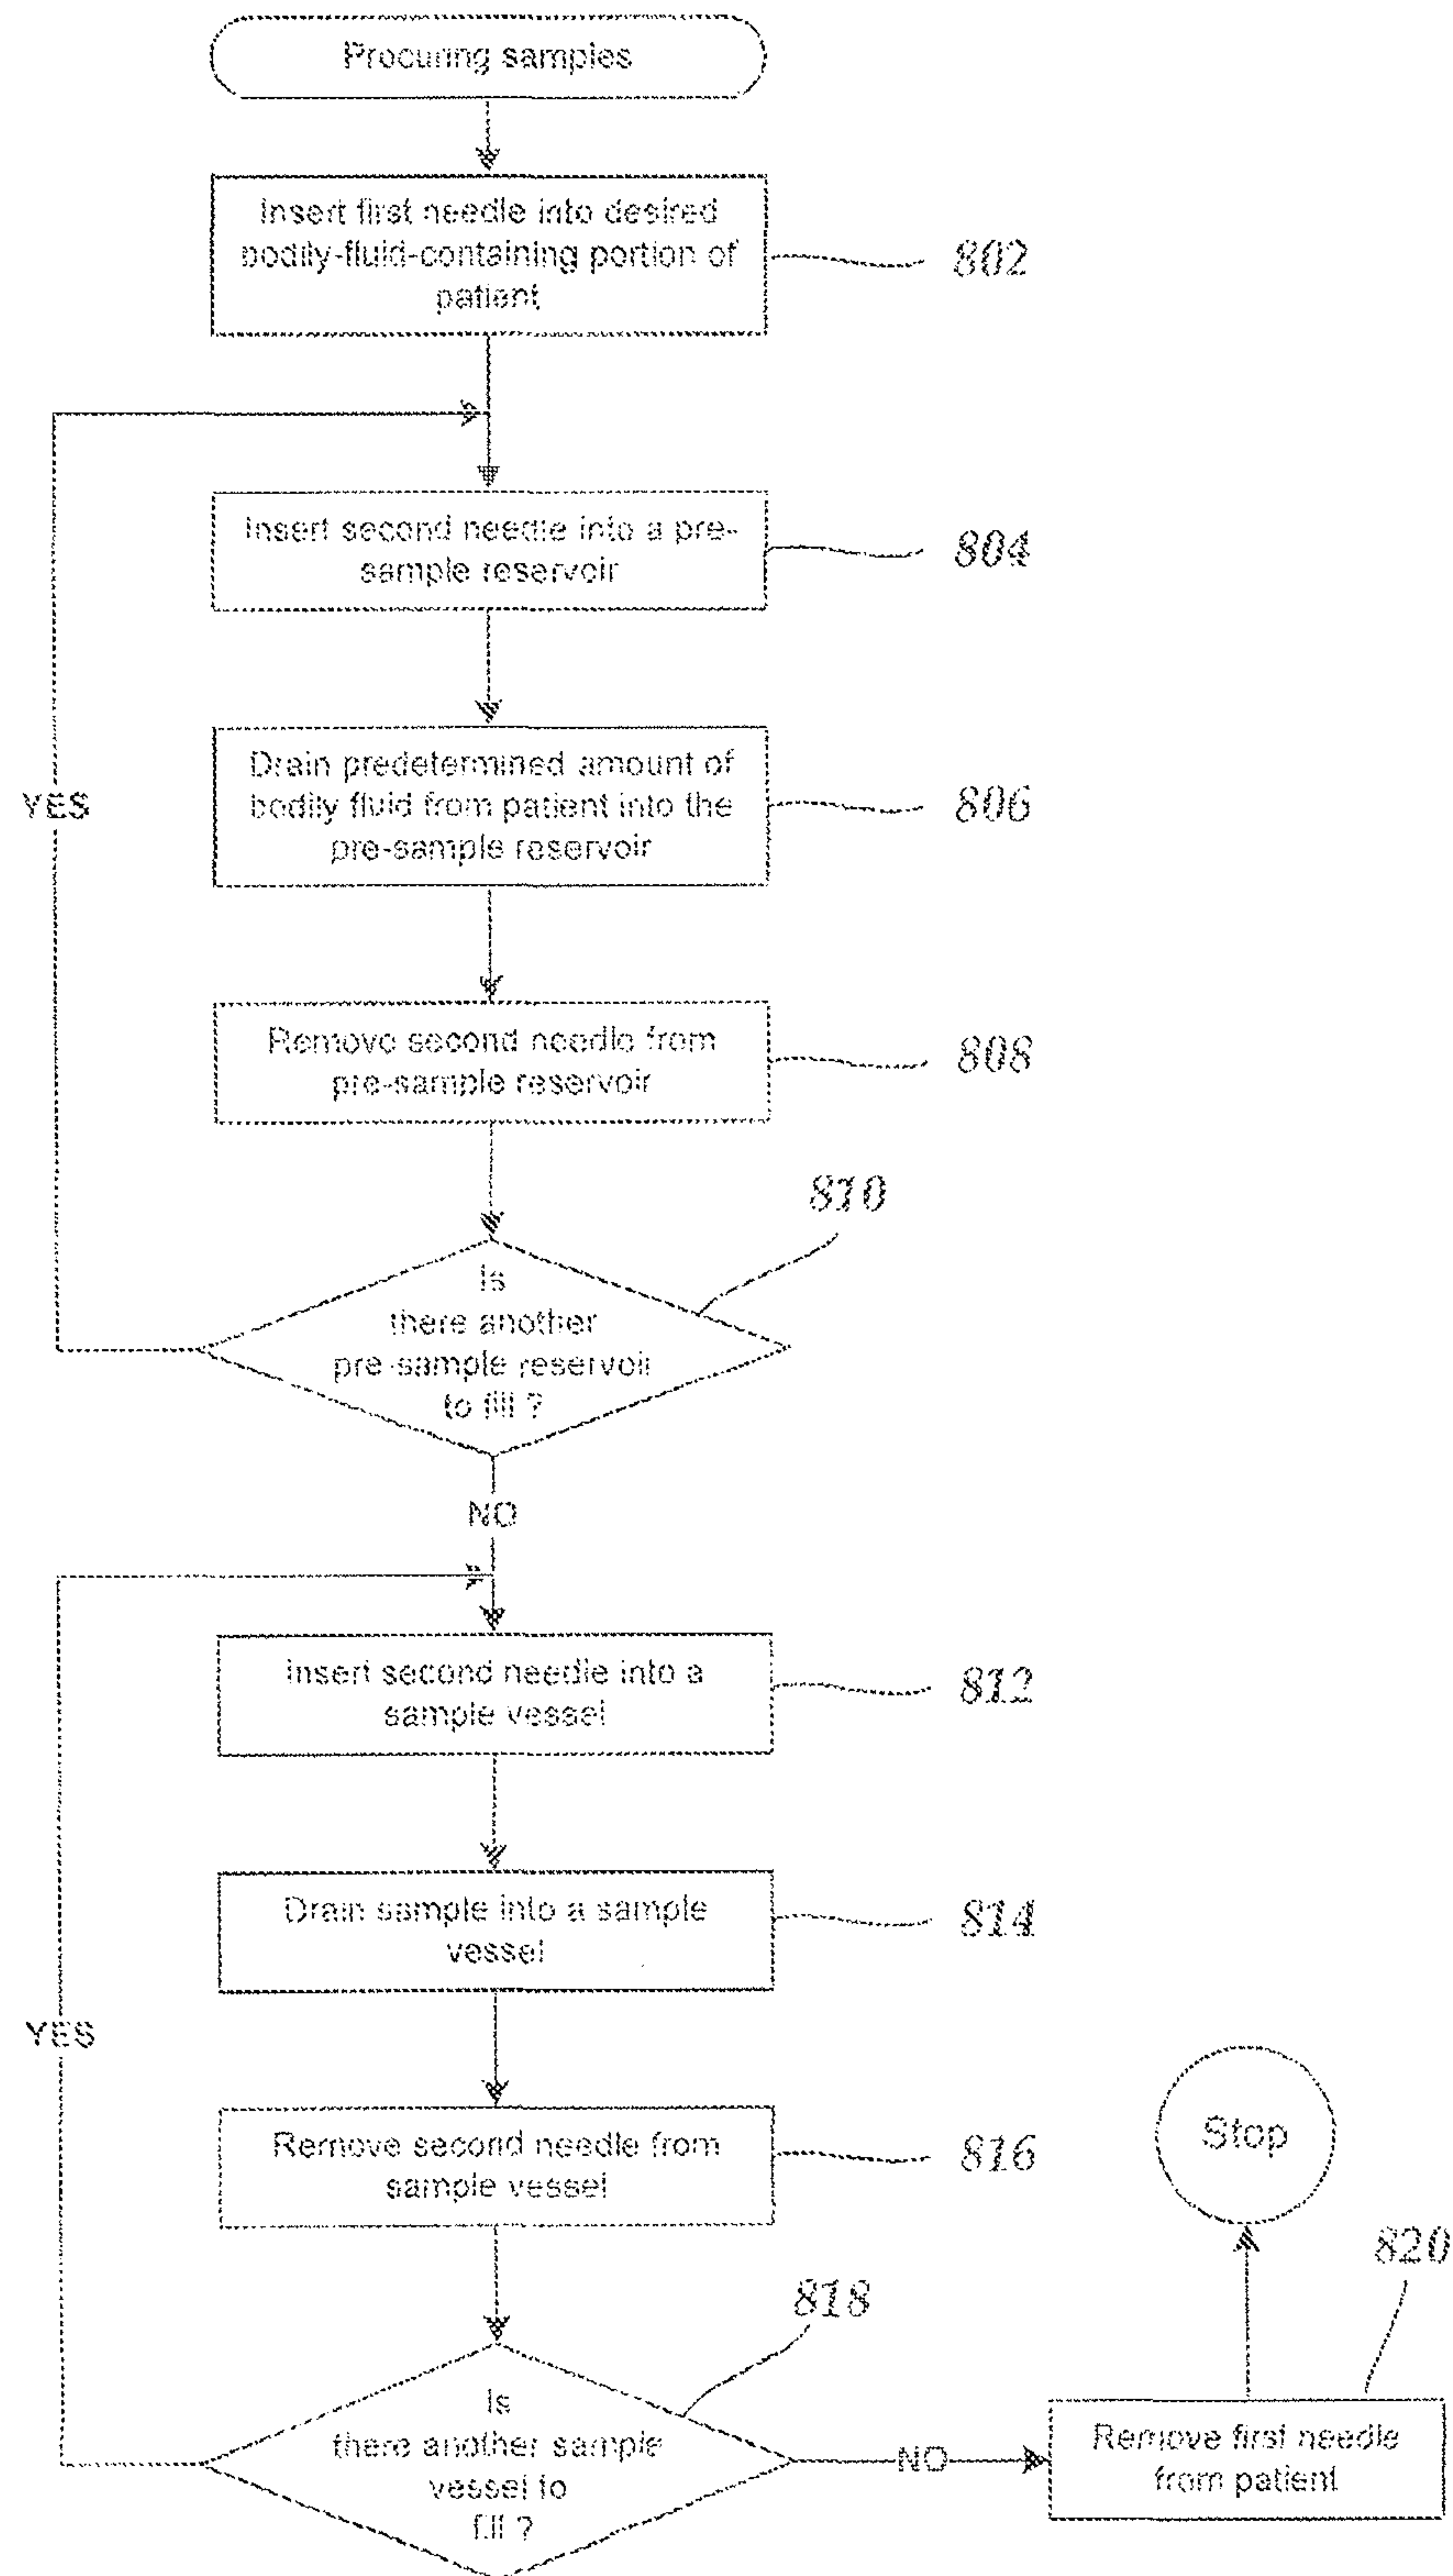 Procuring samples
Insert first needle into desired
bodily-fluid-containing portion of
patient
802
Insert second needle into a pre-
sample reservoir
804
Drain predetermined amount of
bodily fluid from patient into the
pre-sample reservoir
806
YES
Remove second needle from
pre-sample reservoir
808
810
Is
there another
pre-sample reservoir
to fill ?
NO
Insert second needle into a
sample vessel
812
Drain sample into a sample
vessel
814
YES
Remove second needle from
sample vessel
816
Stop
820
818
Is
there another sample
vessel to
fill ?
NO
Remove first needle
from patient